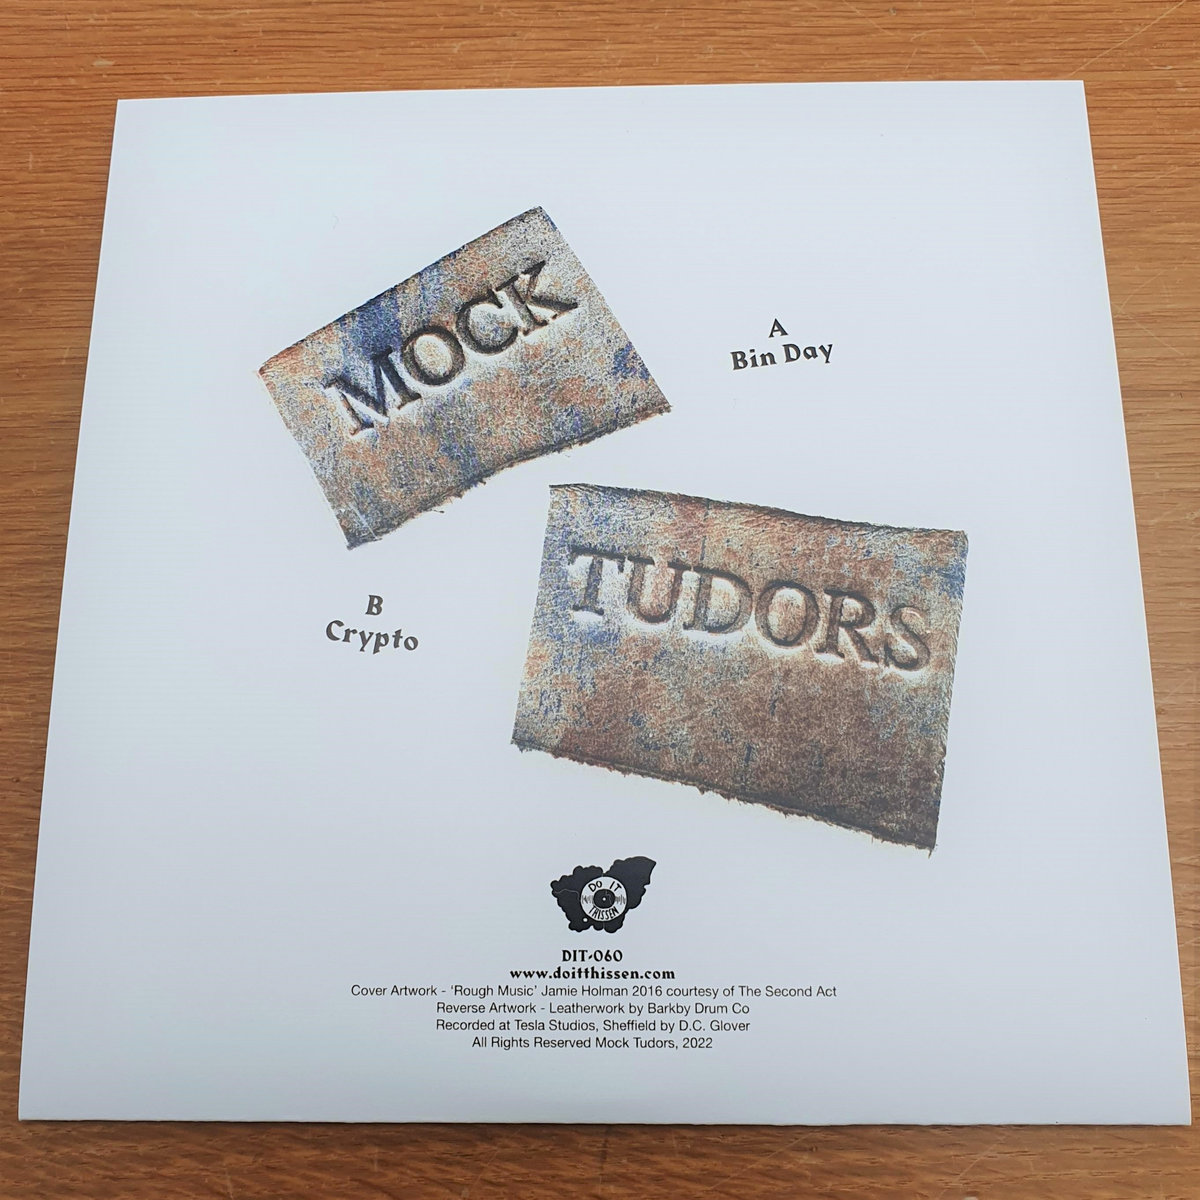 MOCK
A
Bin Day
TUDORS
B
Crypto
DO IT
THISSEN
DIT-060
www.doitthissen.com
Cover Artwork - ‘Rough Music’ Jamie Holman 2016 courtesy of The Second Act
Reverse Artwork - Leatherwork by Barkby Drum Co
Recorded at Tesla Studios, Sheffield by D.C. Glover
All Rights Reserved Mock Tudors, 2022